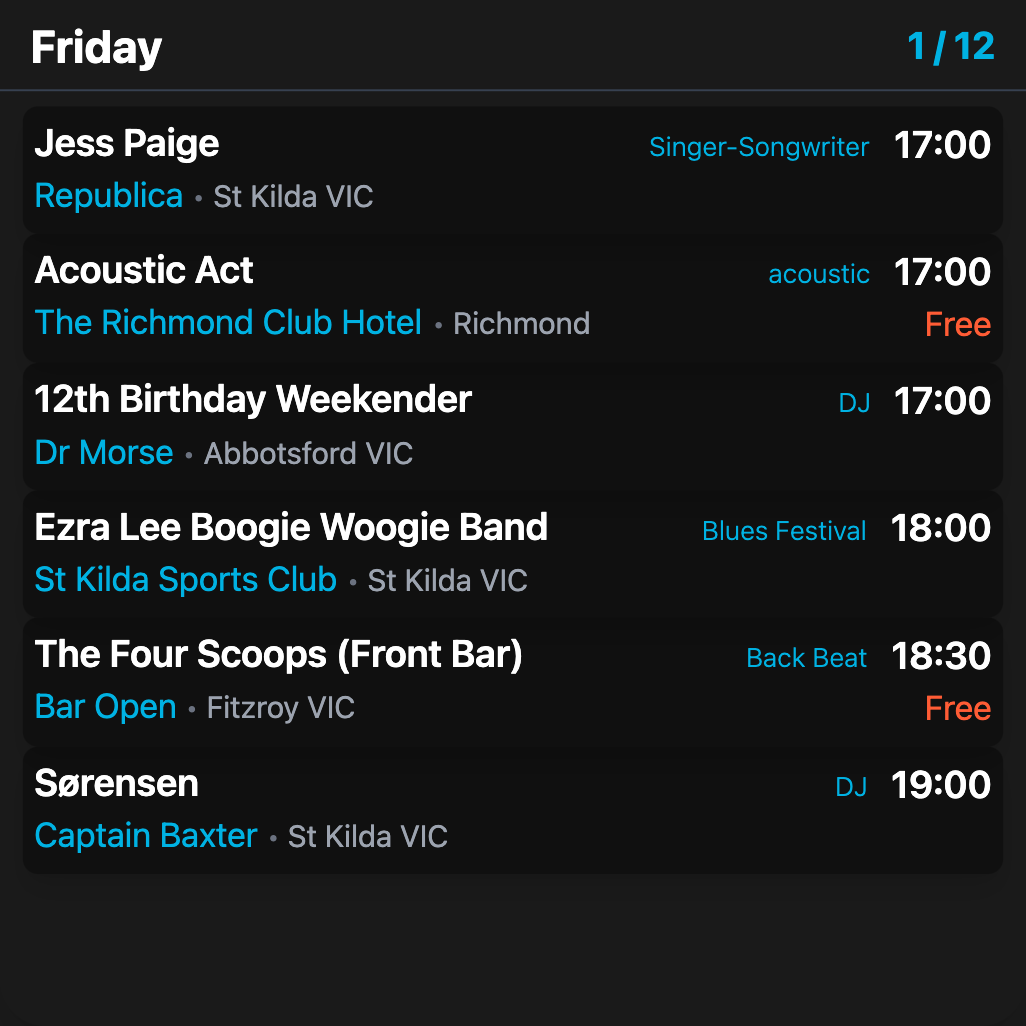 Friday 1 / 12
Jess Paige Singer-Songwriter 17:00
Republica • St Kilda VIC
Acoustic Act acoustic 17:00
The Richmond Club Hotel • Richmond Free
12th Birthday Weekender DJ 17:00
Dr Morse • Abbotsford VIC
Ezra Lee Boogie Woogie Band Blues Festival 18:00
St Kilda Sports Club • St Kilda VIC
The Four Scoops (Front Bar) Back Beat 18:30
Bar Open • Fitzroy VIC Free
Sørensen DJ 19:00
Captain Baxter • St Kilda VIC